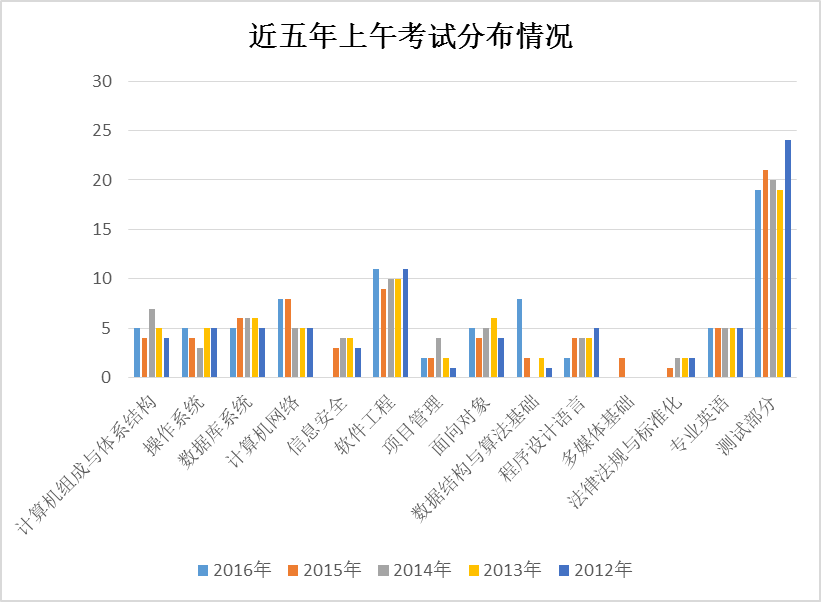 近五年上午考试分布情况
30
25
20
15
10
5
0
计算机组成与体系结构
操作系统
数据库系统
计算机网络
信息安全
软件工程
项目管理
面向对象
数据结构与算法基础
程序设计语言
多媒体基础
法律法规与标准化
专业英语
测试部分
2016年 2015年 2014年 2013年 2012年